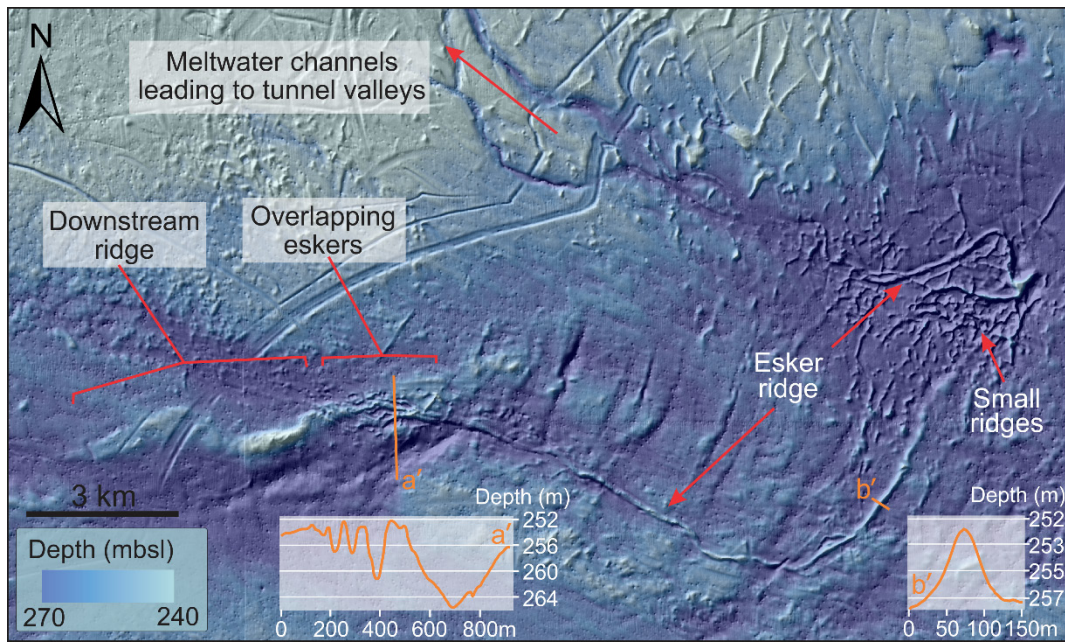 N
Meltwater channels
leading to tunnel valleys
Downstream
ridge
Overlapping
eskers
Esker
ridge
Small
ridges
a'
b'
3 km
Depth (mbsl)
270 240
Depth (m)
252
256
260
264
a'
0 200 400 600 800m
Depth (m)
252
253
255
257
b'
0 50 100 150m